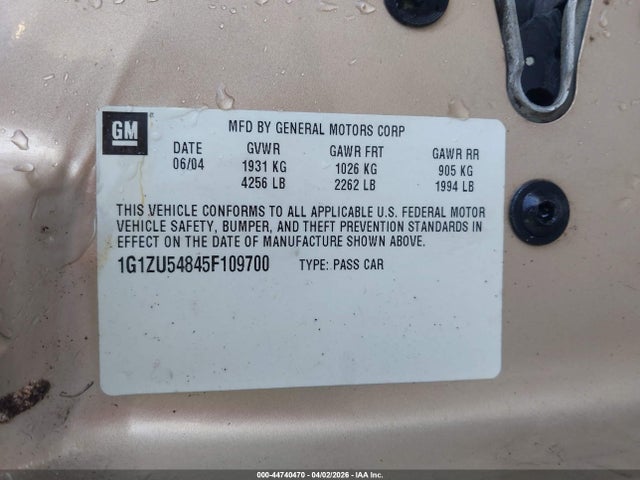 GM
MFD BY GENERAL MOTORS CORP
DATE GVWR GAWR FRT GAWR RR
06/04 1931 KG 1026 KG 905 KG
4256 LB 2262 LB 1994 LB
THIS VEHICLE CONFORMS TO ALL APPLICABLE U.S. FEDERAL MOTOR
VEHICLE SAFETY, BUMPER, AND THEFT PREVENTION STANDARDS IN
EFFECT ON THE DATE OF MANUFACTURE SHOWN ABOVE.
1G1ZU54845F109700 TYPE: PASS CAR
000-44740470 - 04/02/2026 - IAA Inc.